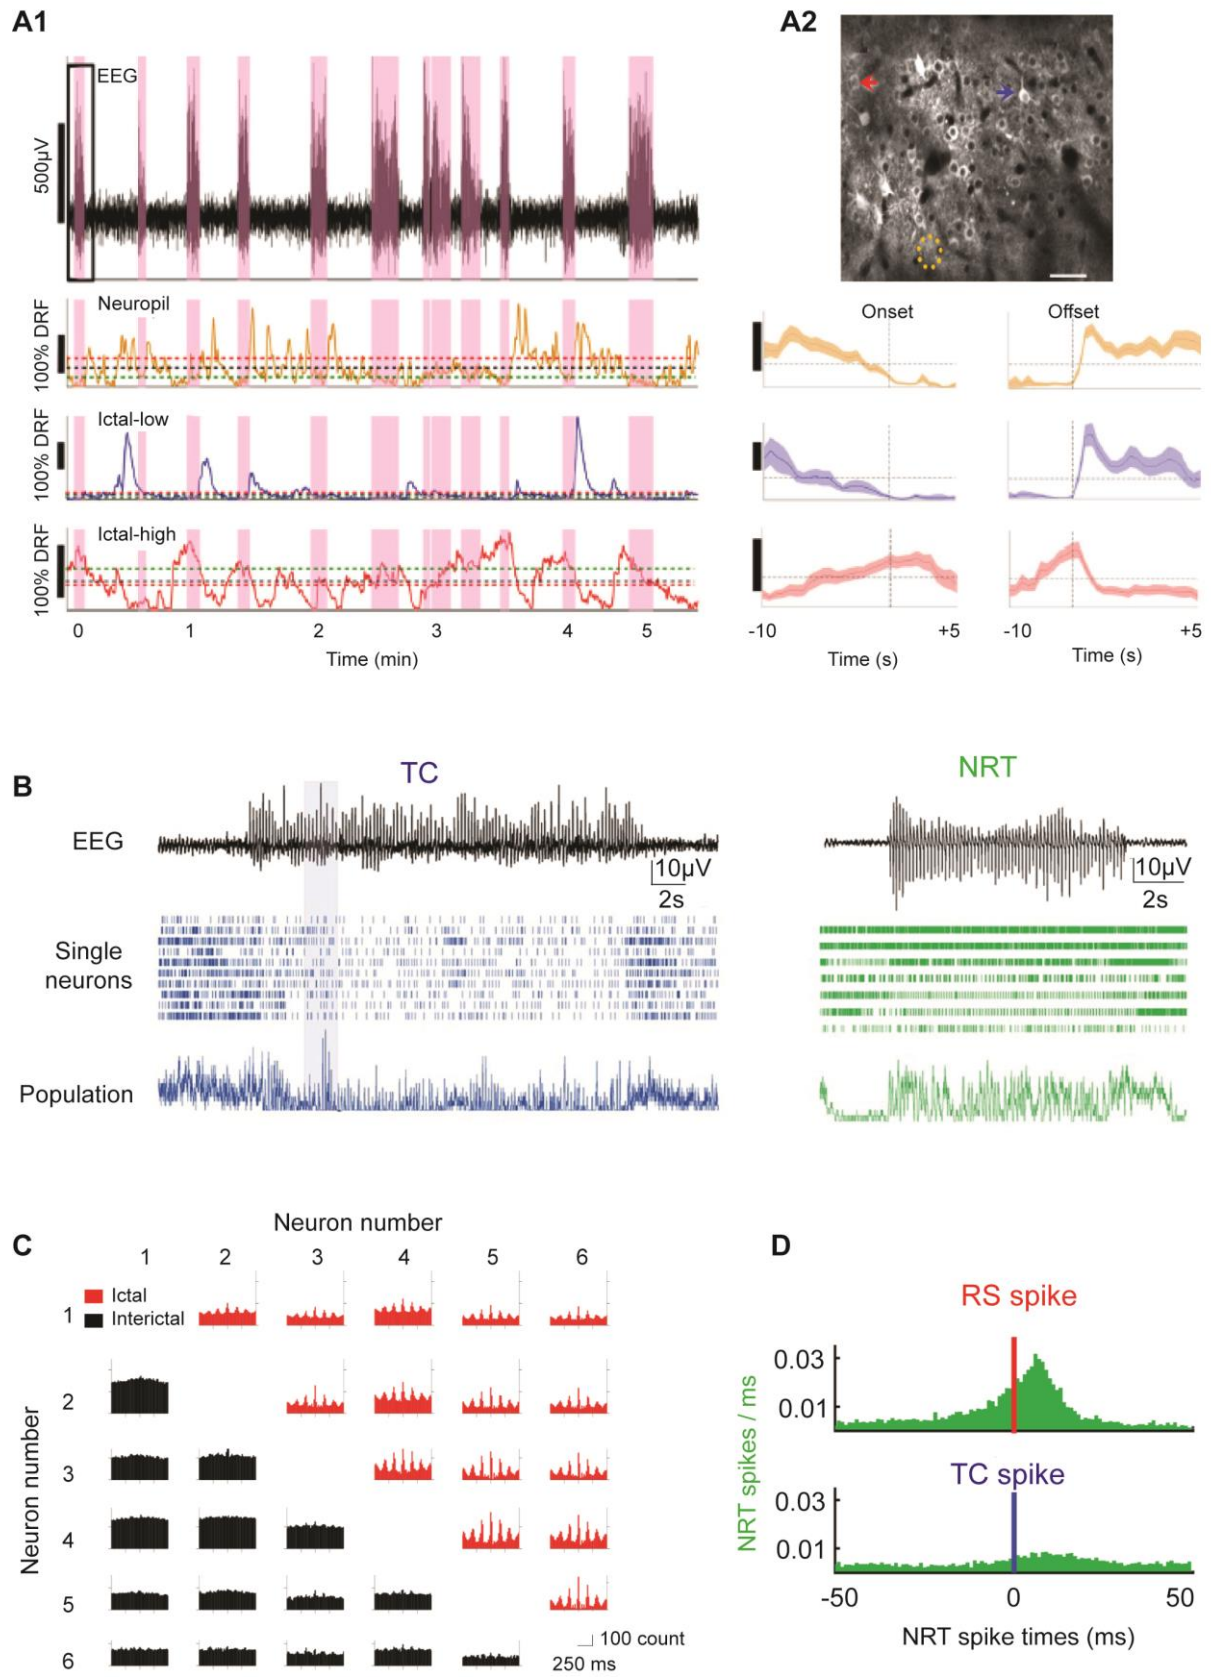 A1
A2
EEG
500µV
Neuropil
100% DRF
Onset
Offset
Ictal-low
100% DRF
Ictal-high
100% DRF
0 1 2 3 4 5
Time (min)
-10 +5
Time (s)
-10 +5
Time (s)
B
TC
NRT
EEG
10µV
2s
10µV
2s
Single
neurons
Population
C
Neuron number
1 2 3 4 5 6
Ictal
Interictal
Neuron number
1
2
3
4
5
6
100 count
250 ms
D
RS spike
0.03
0.01
NRT spikes / ms
TC spike
0.03
0.01
-50 0 50
NRT spike times (ms)